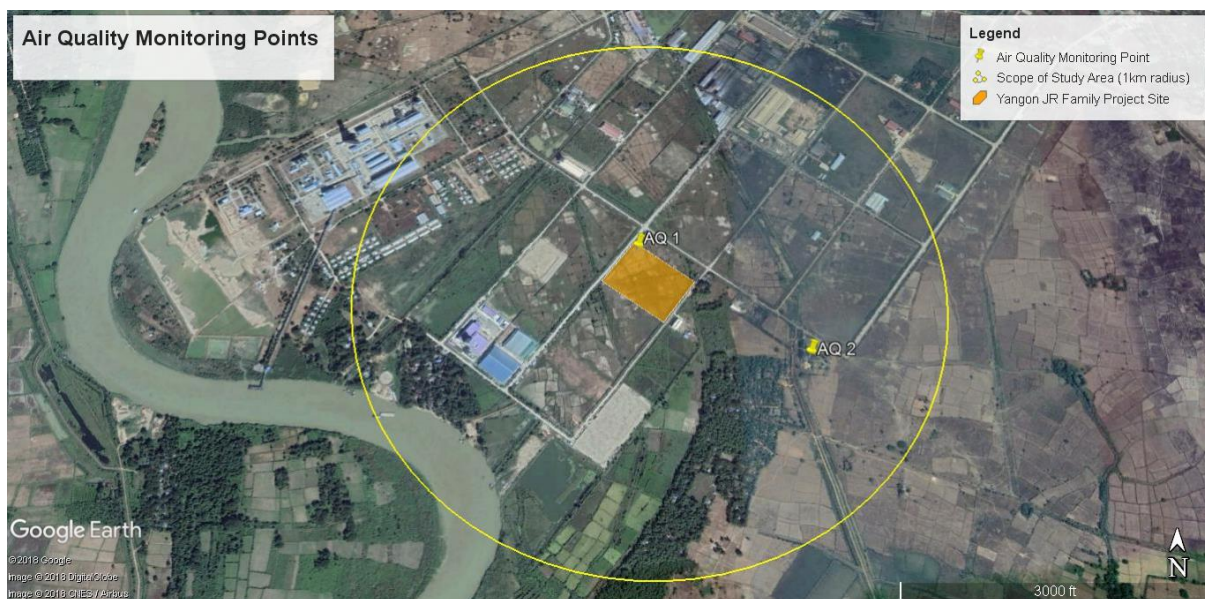 Air Quality Monitoring Points
Legend
Air Quality Monitoring Point
Scope of Study Area (1km radius)
Yangon JR Family Project Site
AQ 1
AQ 2
Google Earth
©2018 Google
Image © 2018 DigitalGlobe
Image © 2018 CNES / Airbus
N
3000 ft